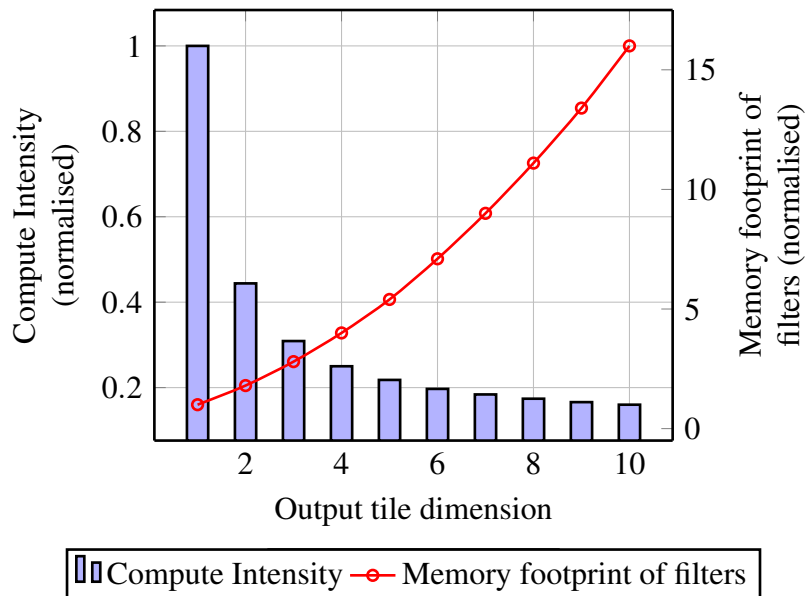 Compute Intensity
(normalised)
1
0.8
0.6
0.4
0.2
15
10
5
0
Memory footprint of
filters (normalised)
2 4 6 8 10
Output tile dimension
Compute Intensity Memory footprint of filters